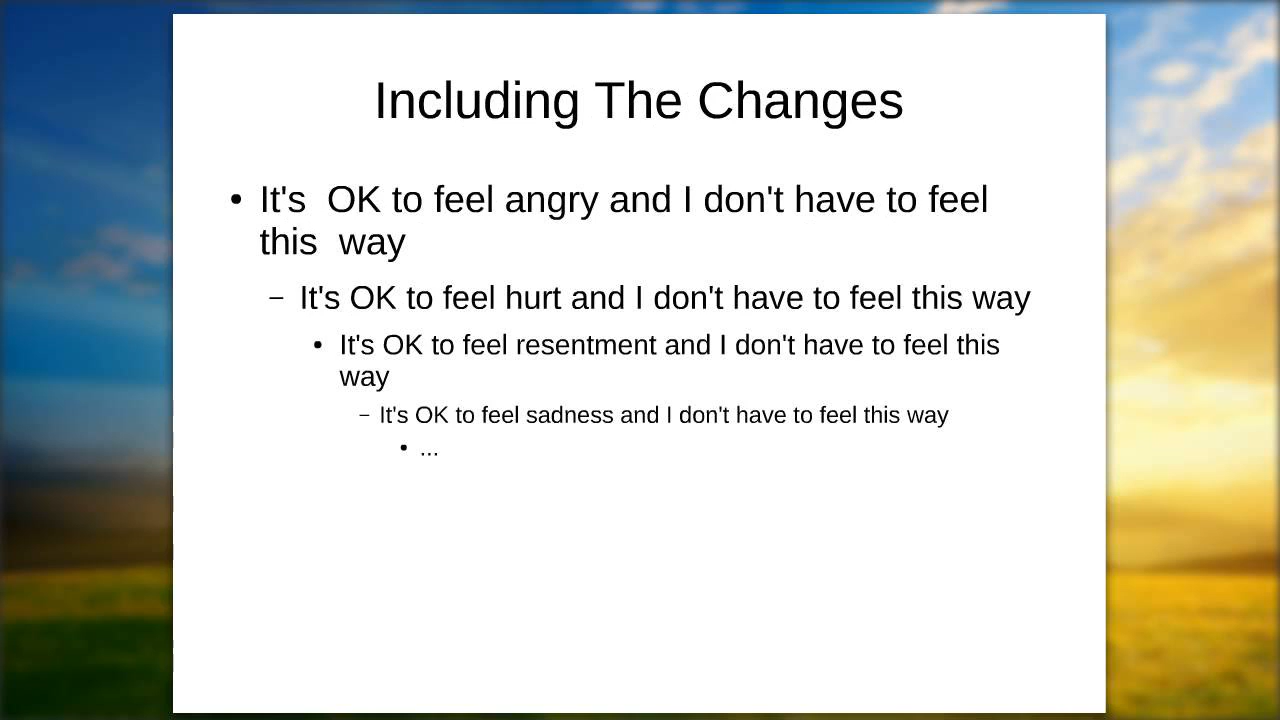 Including The Changes
• It's  OK to feel angry and I don't have to feel
this  way
– It's OK to feel hurt and I don't have to feel this way
• It's OK to feel resentment and I don't have to feel this
way
– It's OK to feel sadness and I don't have to feel this way
• ...